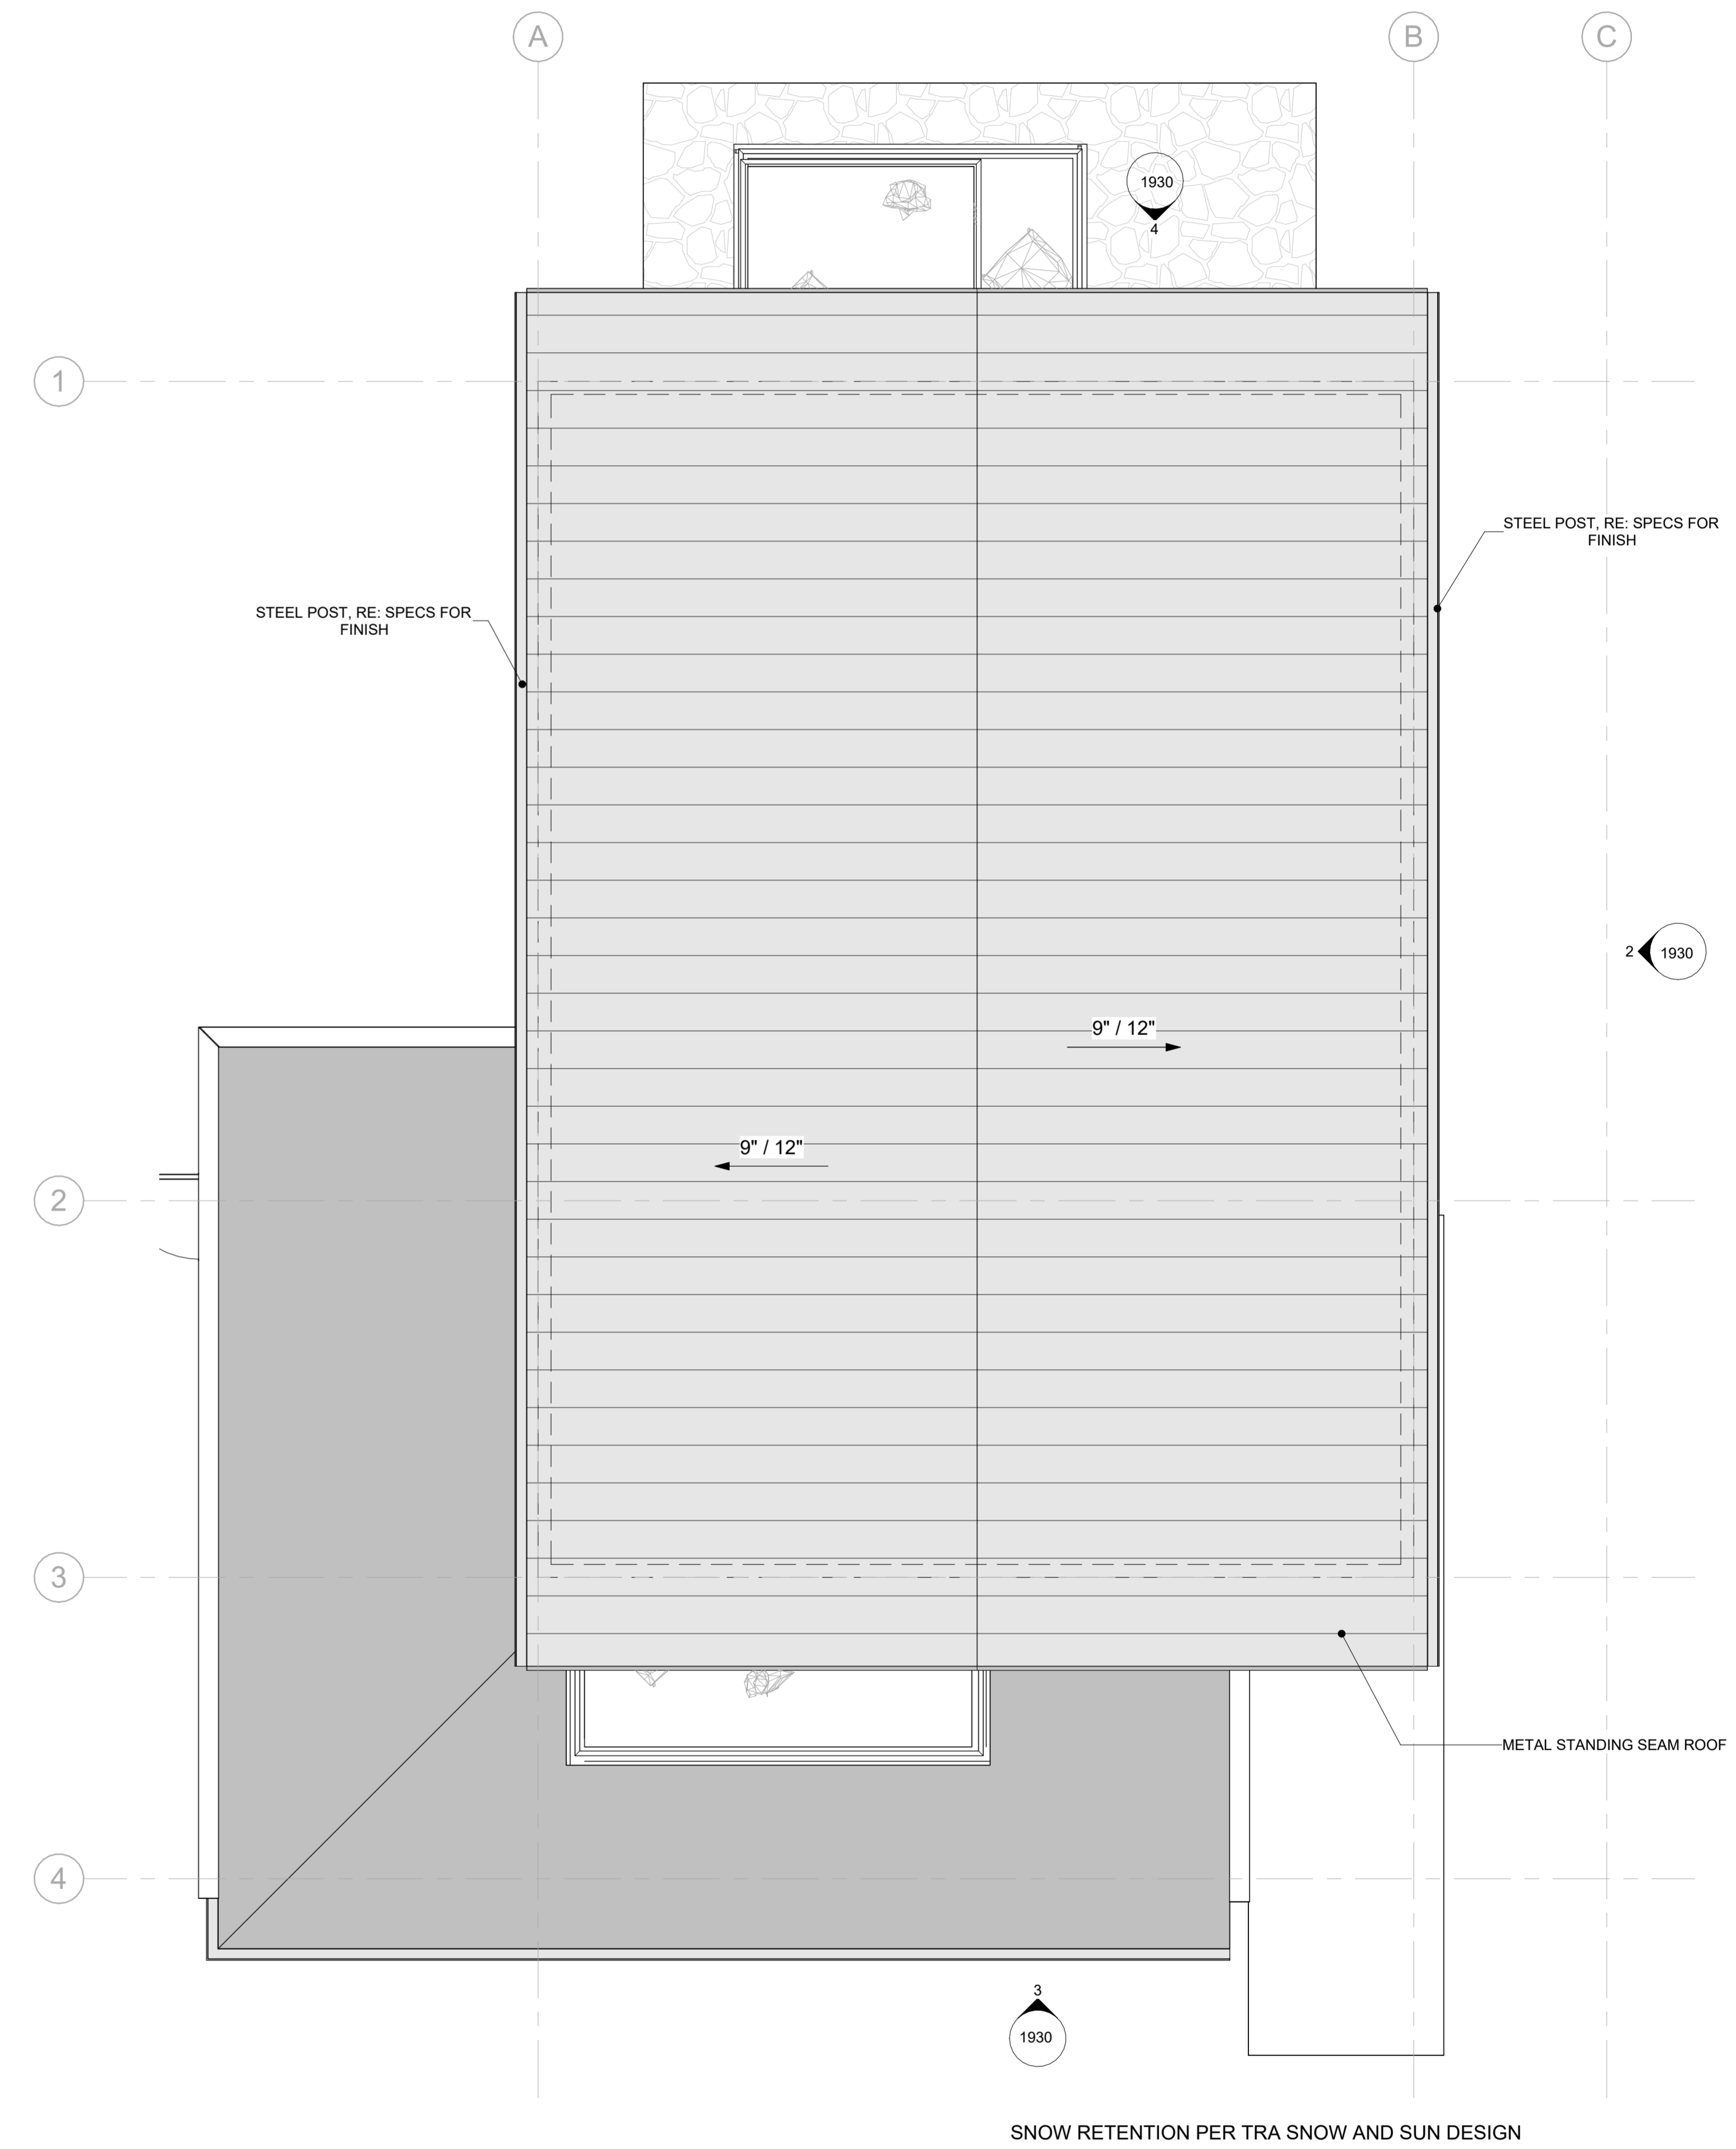 A
B
C
1930
4
1
STEEL POST, RE: SPECS FOR
FINISH
STEEL POST, RE: SPECS FOR
FINISH
2
1930
9" / 12"
9" / 12"
2
3
METAL STANDING SEAM ROOF
4
3
1930
SNOW RETENTION PER TRA SNOW AND SUN DESIGN